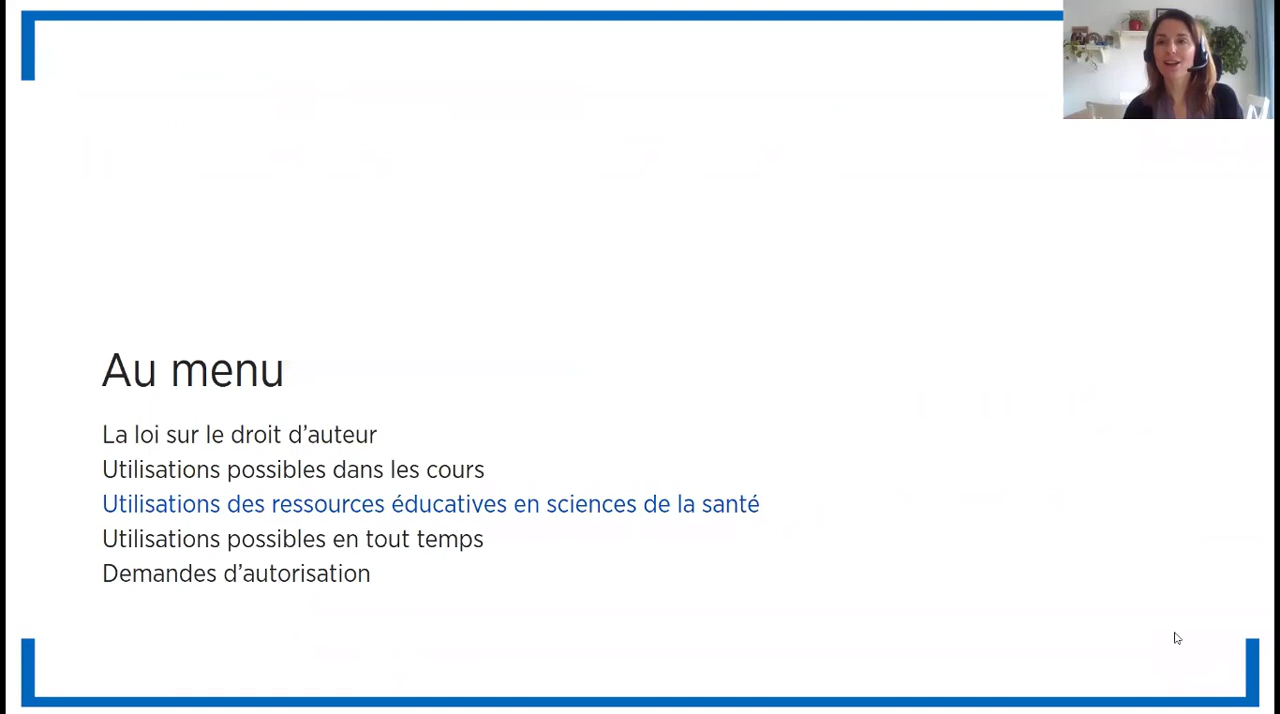 Au menu
La loi sur le droit d’auteur
Utilisations possibles dans les cours
Utilisations des ressources éducatives en sciences de la santé
Utilisations possibles en tout temps
Demandes d’autorisation